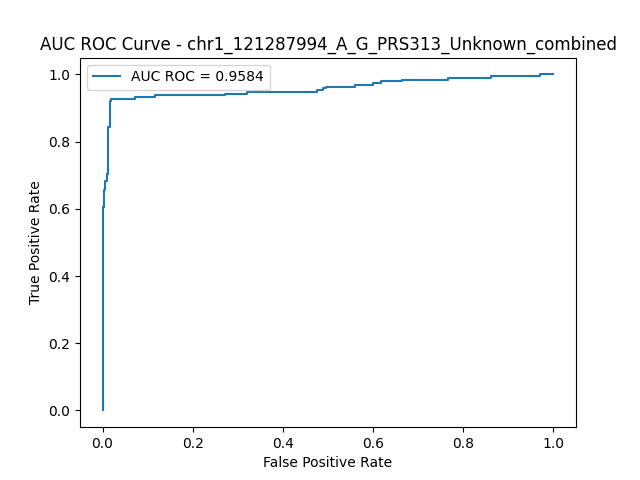 AUC ROC Curve - chr1_121287994_A_G_PRS313_Unknown_combined
AUC ROC = 0.9584
1.0
0.8
0.6
0.4
0.2
0.0
True Positive Rate
0.0 0.2 0.4 0.6 0.8 1.0
False Positive Rate